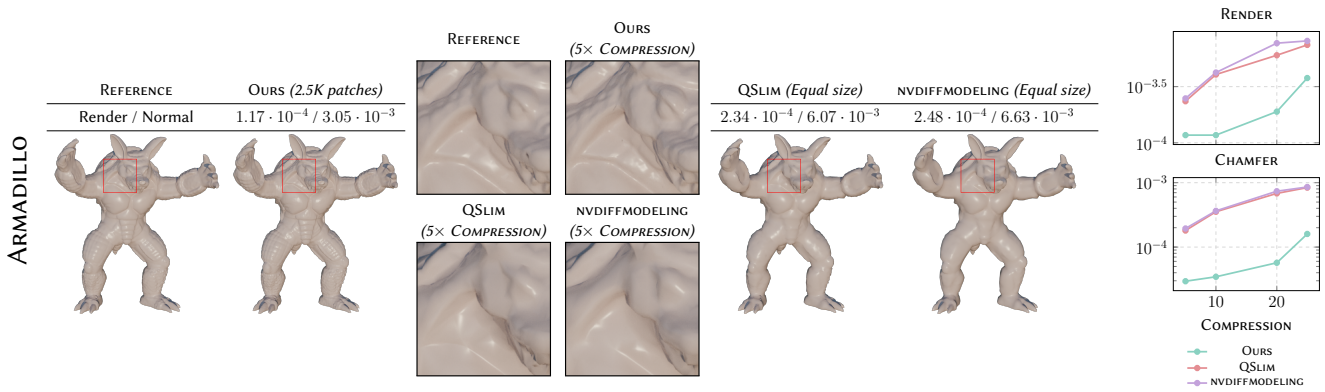 ARMADILLO
REFERENCE
OURS (2.5K patches)
Render / Normal
1.17 · 10⁻⁴ / 3.05 · 10⁻³
REFERENCE
OURS
(5× COMPRESSION)
QSLIM
(5× COMPRESSION)
NVDIFFMODELING
(5× COMPRESSION)
QSLIM (Equal size)
NVDIFFMODELING (Equal size)
2.34 · 10⁻⁴ / 6.07 · 10⁻³
2.48 · 10⁻⁴ / 6.63 · 10⁻³
RENDER
10⁻³·⁵
10⁻⁴
CHAMFER
10⁻³
10⁻⁴
10
20
COMPRESSION
OURS
QSLIM
NVDIFFMODELING